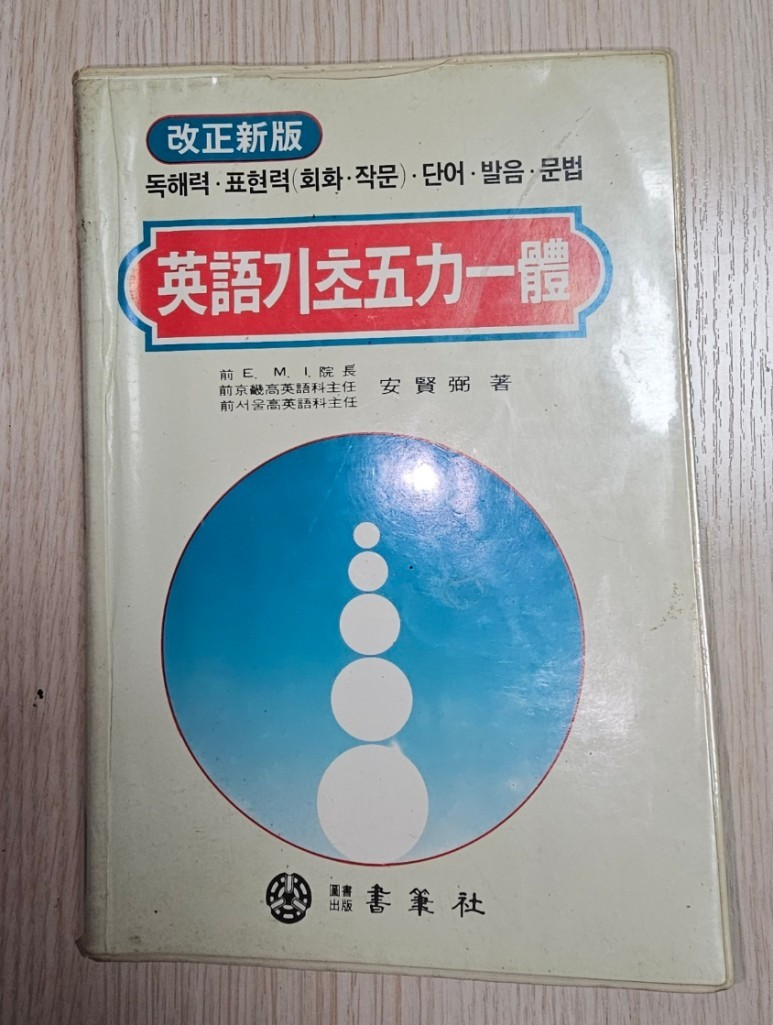 改正新版
독해력·표현력(회화·작문)·단어·발음·문법
英語기초五力一體
前 E. M. I. 院長
前京畿高英語科主任
前서울高英語科主任
安賢弼 著
圖書出版 書筆社